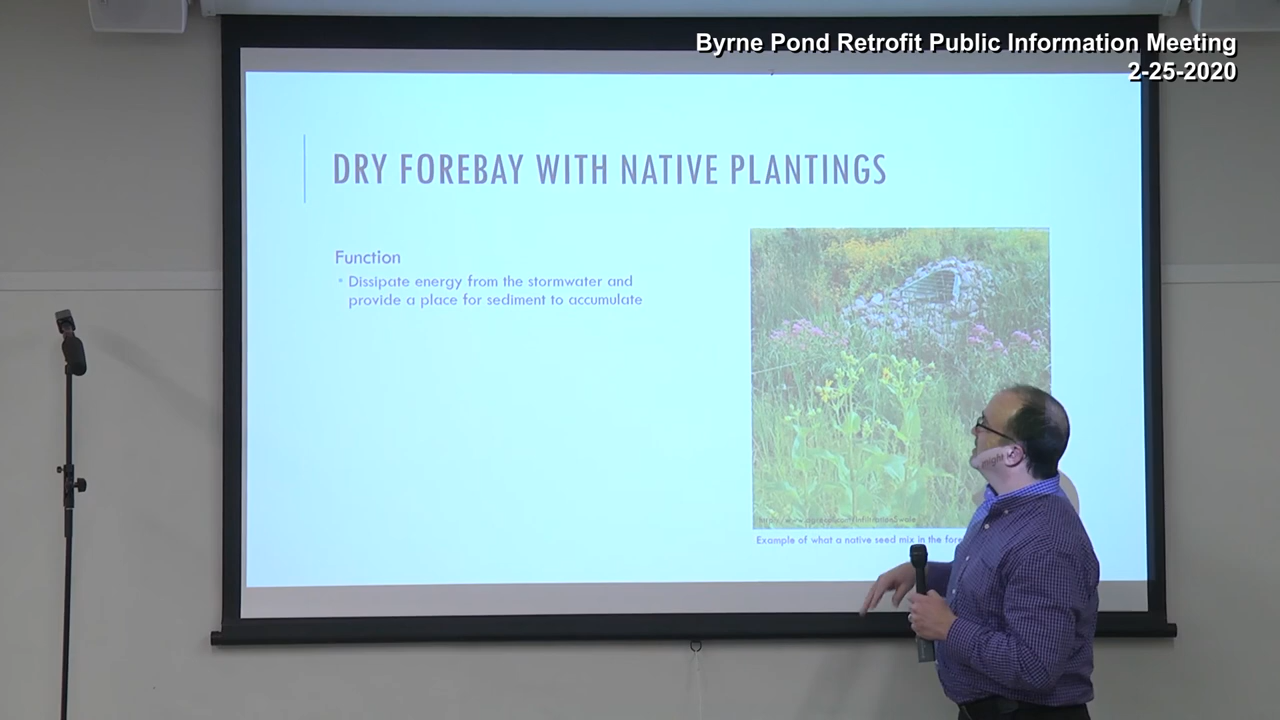 Byrne Pond Retrofit Public Information Meeting
2-25-2020
DRY FOREBAY WITH NATIVE PLANTINGS
Function
Dissipate energy from the stormwater and
provide a place for sediment to accumulate
Example of what a native seed mix in the